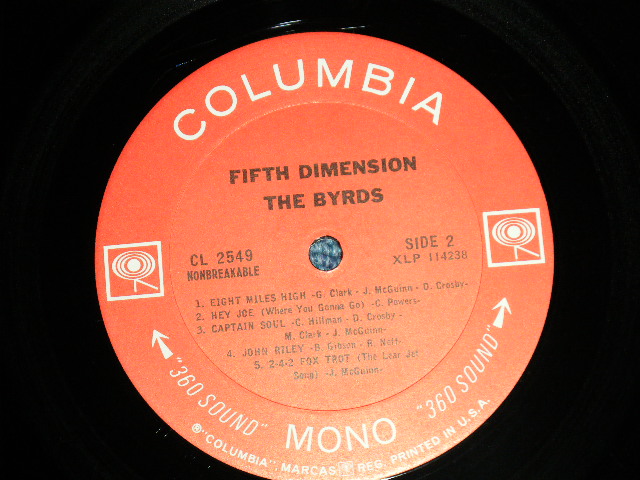 COLUMBIA
FIFTH DIMENSION
THE BYRDS
CL 2549
NONBREAKABLE
SIDE 2
XLP 114238
1. EIGHT MILES HIGH -G. Clark - J. McGuinn - D. Crosby-
2. HEY JOE (Where You Gonna Go) -C. Powers-
3. CAPTAIN SOUL -C. Hillman - D. Crosby -
M. Clark - J. McGuinn-
4. JOHN RILEY -B. Gibson - R. Neff-
5. 2-4-2 FOX TROT (The Lear Jet
Song) -J. McGuinn-
"360 SOUND" MONO "360 SOUND"
® "COLUMBIA", MARCAS REG. PRINTED IN U.S.A.